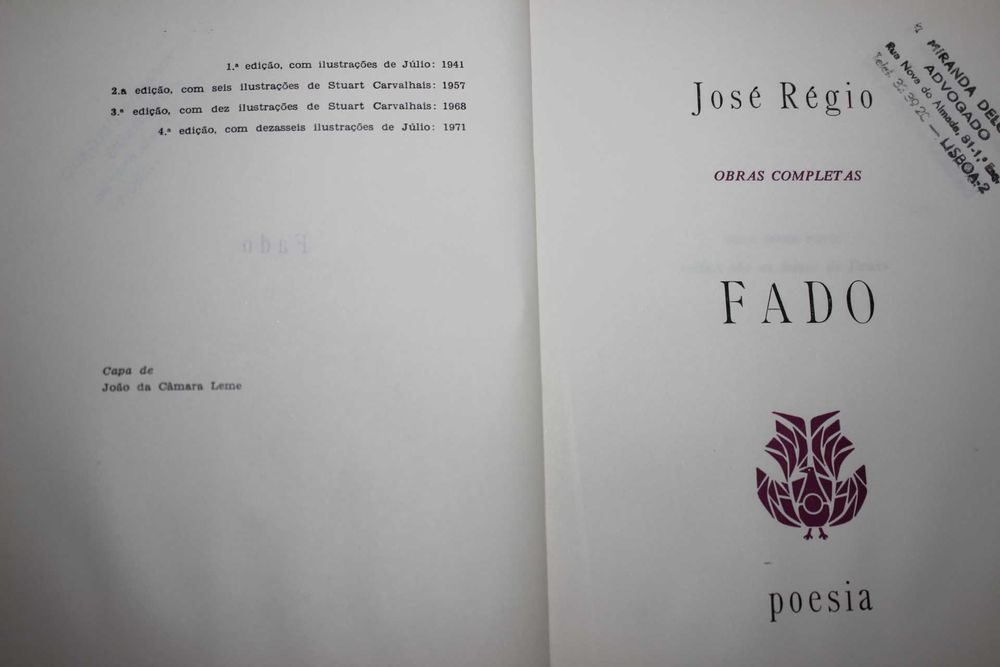 1.ª edição, com ilustrações de Júlio: 1941
2.a edição, com seis ilustrações de Stuart Carvalhais: 1957
3.ª edição, com dez ilustrações de Stuart Carvalhais: 1968
4.ª edição, com dezasseis ilustrações de Júlio: 1971
Fado
Capa de
João da Câmara Leme
José Régio
OBRAS COMPLETAS
FADO
poesia
MIRANDA
ADVOGADO
Rua Nova do Almada, 81-1.º
Telef.
LISBOA-2